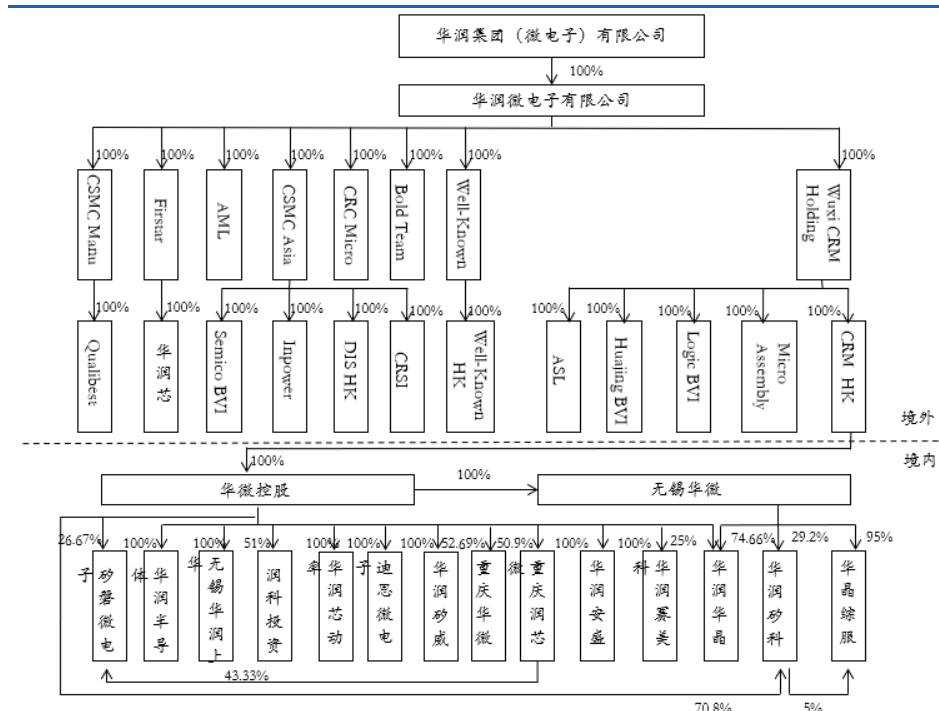 华润集团（微电子）有限公司
100%
华润微电子有限公司
100%
100%
100%
100%
100%
100%
100%
100%
CSMC Manu
Firstar
AML
CSMC Asia
CRC Micro
Bold Team
Well-Known
Wuxi CRM Holding
100%
100%
100%
100%
100%
100%
100%
100%
100%
100%
100%
100%
Qualibest
华润芯
Semico BVI
Inpower
DIS HK
CRSI
Well-Known HK
ASL
Huajing BVI
Logic BVI
Micro Assembly
CRM HK
境外
境内
100%
华微控股
100%
无锡华微
26.67%
100%
100%
51%
100%
100%
100%
52.69%
50.9%
100%
100%
25%
74.66%
29.2%
95%
矽磐微电子
华润半导体
无锡华润上华
润科投资
华润芯动率
迪思微电子
华润矽威
重庆华微
重庆润芯微
华润安盛
华润赛美科
华润华晶
华润矽科
华晶综服
43.33%
70.8%
5%